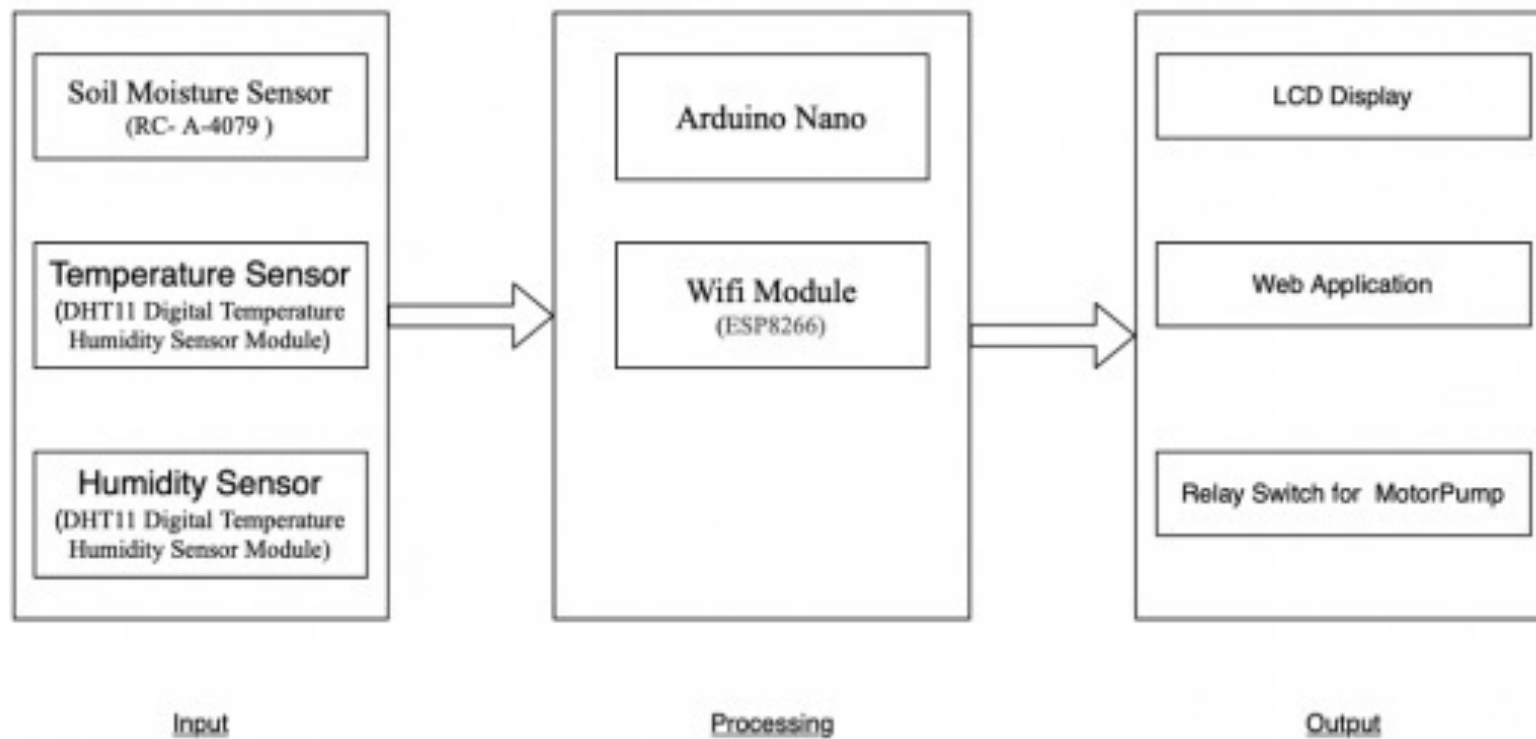 Soil Moisture Sensor
(RC- A-4079 )
Temperature Sensor
(DHT11 Digital Temperature
Humidity Sensor Module)
Humidity Sensor
(DHT11 Digital Temperature
Humidity Sensor Module)
Input
Arduino Nano
Wifi Module
(ESP8266)
Processing
LCD Display
Web Application
Relay Switch for MotorPump
Output